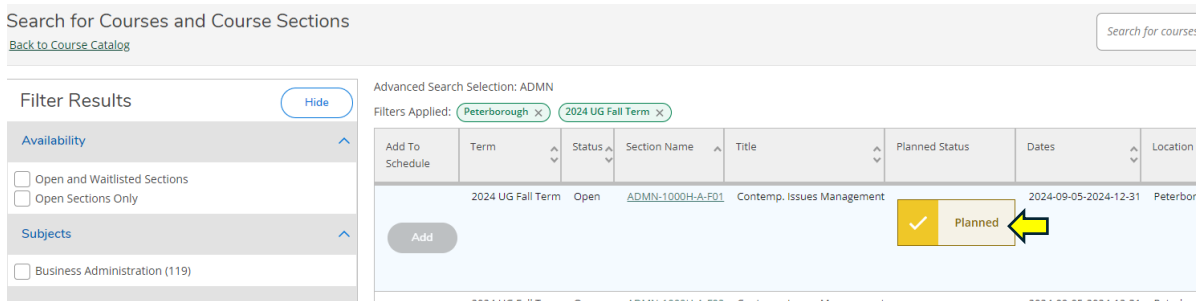 Search for Courses and Course Sections
Back to Course Catalog
Search for courses
Filter Results
Hide
Availability
Open and Waitlisted Sections
Open Sections Only
Subjects
Business Administration (119)
Advanced Search Selection: ADMN
Filters Applied: Peterborough × 2024 UG Fall Term ×
Add To Schedule Term Status Section Name Title Planned Status Dates Location
2024 UG Fall Term Open ADMN-1000H-A-F01 Contemp. Issues Management 2024-09-05-2024-12-31 Peterbor
Add
Planned